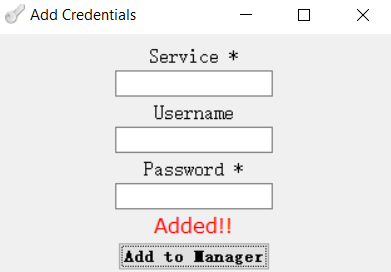 Add Credentials
Service *
Username
Password *
Added!!
Add to Manager